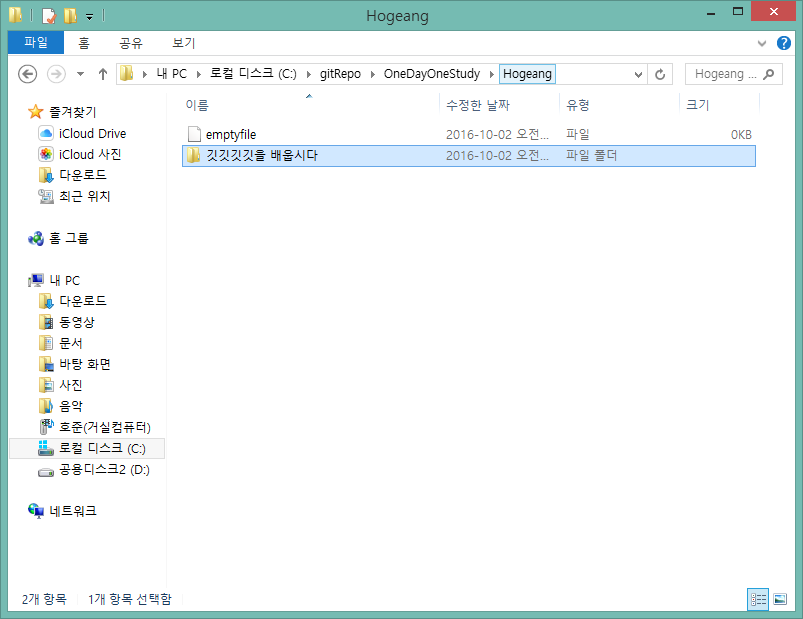 Hogeang
파일 홈 공유 보기
내 PC 로컬 디스크 (C:) gitRepo OneDayOneStudy Hogeang Hogeang ...
이름 수정한 날짜 유형 크기
emptyfile 2016-10-02 오전... 파일 0KB
깃깃깃깃을 배웁시다 2016-10-02 오전... 파일 폴더
즐겨찾기
iCloud Drive
iCloud 사진
다운로드
최근 위치
홈 그룹
내 PC
다운로드
동영상
문서
바탕 화면
사진
음악
호준(거실컴퓨터)
로컬 디스크 (C:)
공용디스크2 (D:)
네트워크
2개 항목 1개 항목 선택함